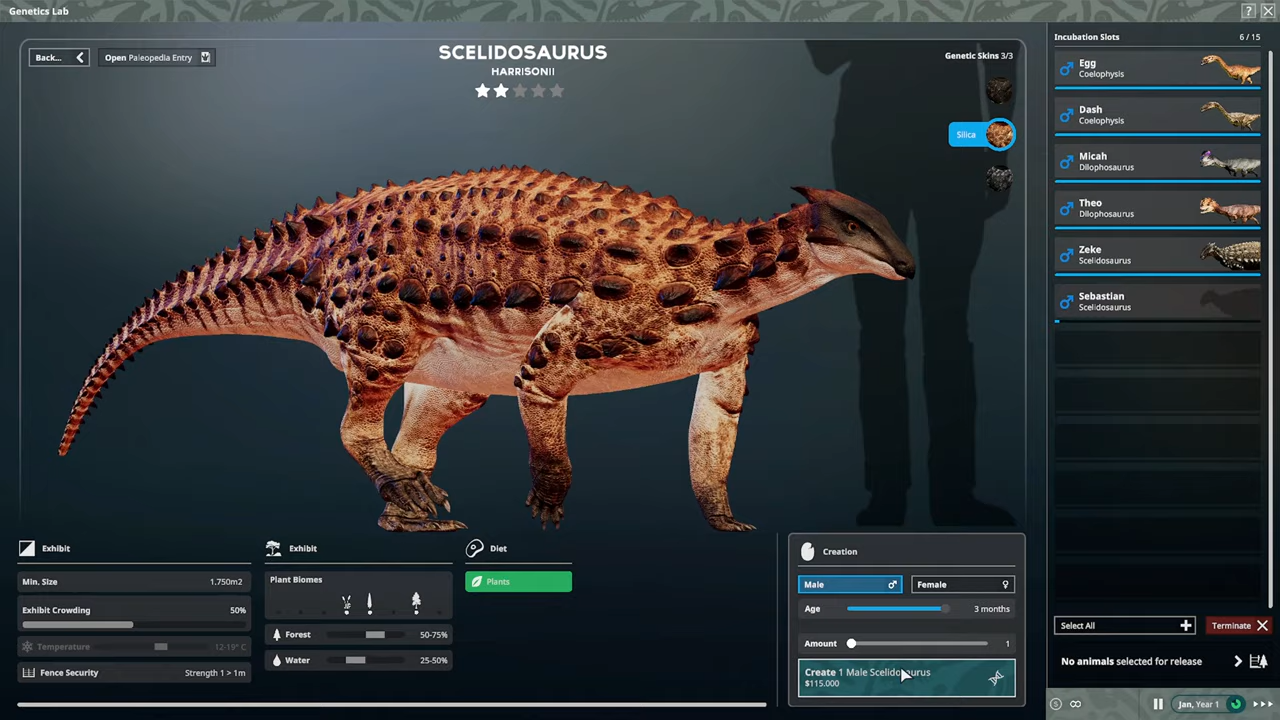 Genetics Lab
?
Back...
Open Paleopedia Entry
SCELIDOSAURUS
HARRISONII
Genetic Skins 3/3
Silica
Exhibit
Min. Size 1.750m2
Exhibit Crowding 50%
Temperature 12-19° C
Fence Security Strength 1 > 1m
Exhibit
Plant Biomes
Forest 50-75%
Water 25-50%
Diet
Plants
Creation
Male
Female
Age 3 months
Amount 1
Create 1 Male Scelidosaurus
$115.000
Incubation Slots 6 / 15
Egg
Coelophysis
Dash
Coelophysis
Micah
Dilophosaurus
Theo
Dilophosaurus
Zeke
Scelidosaurus
Sebastian
Scelidosaurus
Select All
Terminate
No animals selected for release
Jan, Year 1